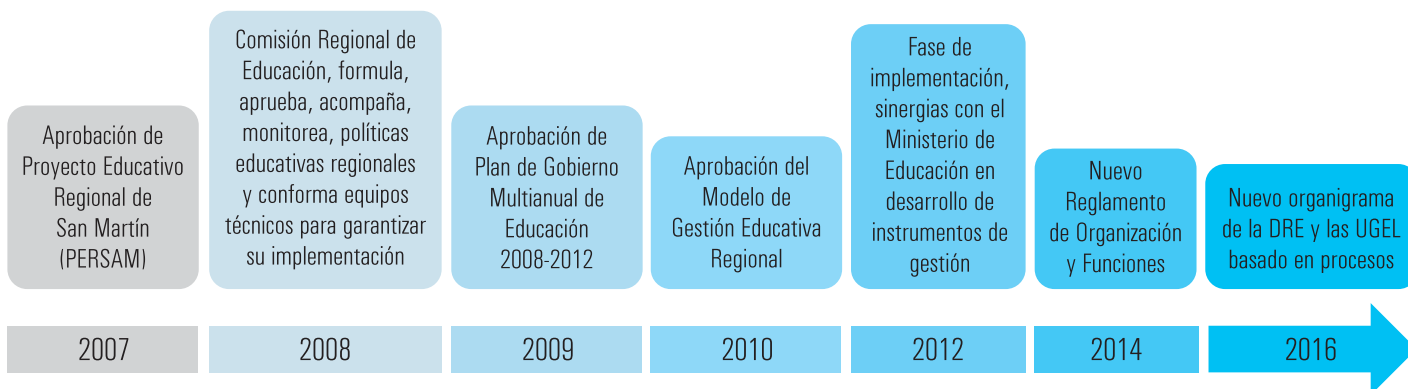 Aprobación de
Proyecto Educativo
Regional de
San Martín
(PERSAM)
Comisión Regional de
Educación, formula,
aprueba, acompaña,
monitorea, políticas
educativas regionales
y conforma equipos
técnicos para garantizar
su implementación
Aprobación de
Plan de Gobierno
Multianual de
Educación
2008-2012
Aprobación del
Modelo de
Gestión Educativa
Regional
Fase de
implementación,
sinergias con el
Ministerio de
Educación en
desarrollo de
instrumentos de
gestión
Nuevo
Reglamento
de Organización
y Funciones
Nuevo organigrama
de la DRE y las UGEL
basado en procesos
2007
2008
2009
2010
2012
2014
2016